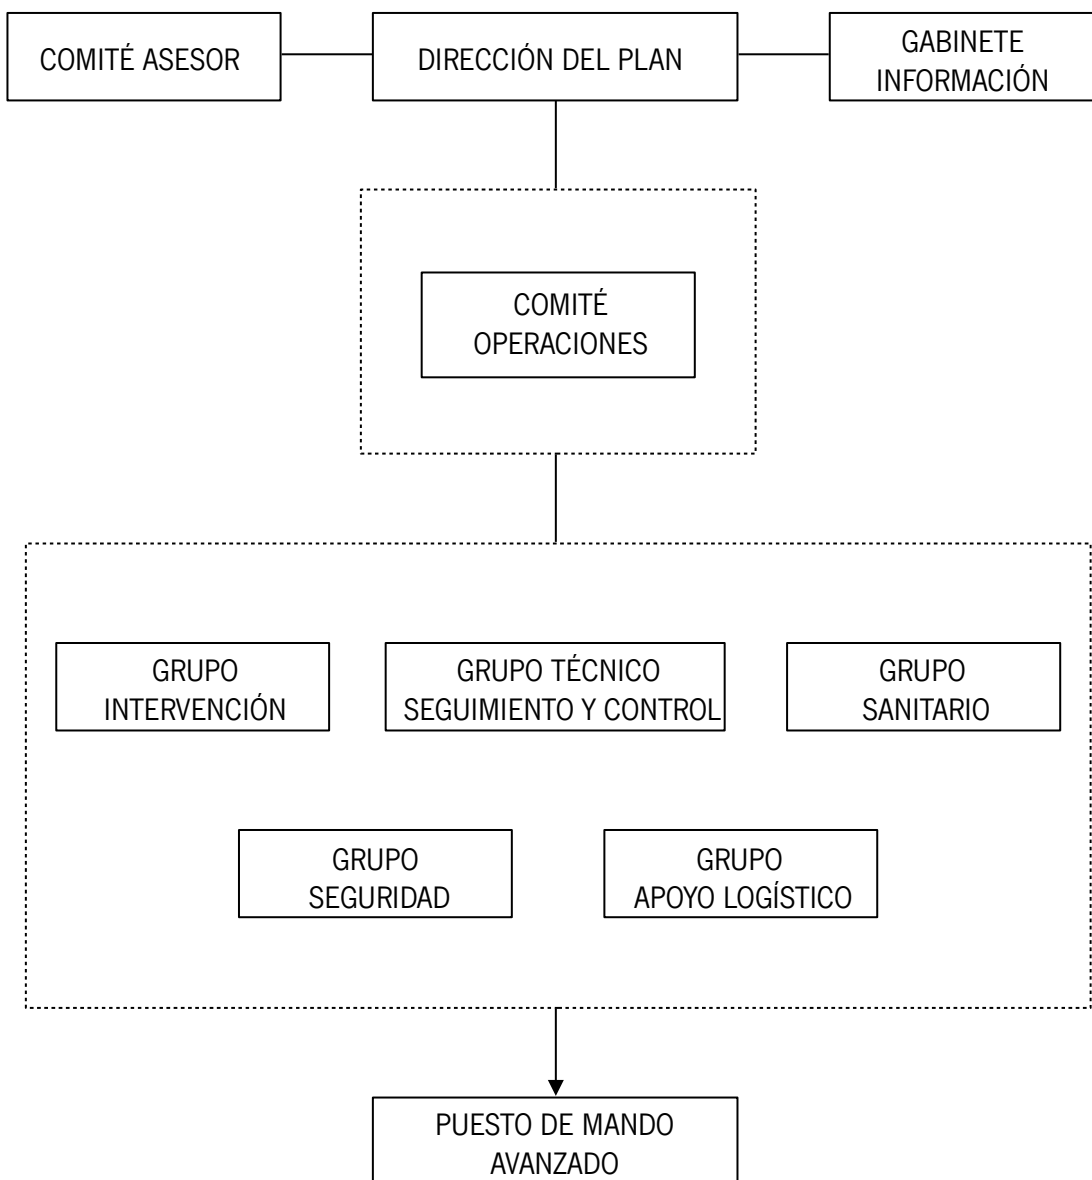 COMITÉ ASESOR
DIRECCIÓN DEL PLAN
GABINETE
INFORMACIÓN
COMITÉ
OPERACIONES
GRUPO
INTERVENCIÓN
GRUPO TÉCNICO
SEGUIMIENTO Y CONTROL
GRUPO
SANITARIO
GRUPO
SEGURIDAD
GRUPO
APOYO LOGÍSTICO
PUESTO DE MANDO
AVANZADO